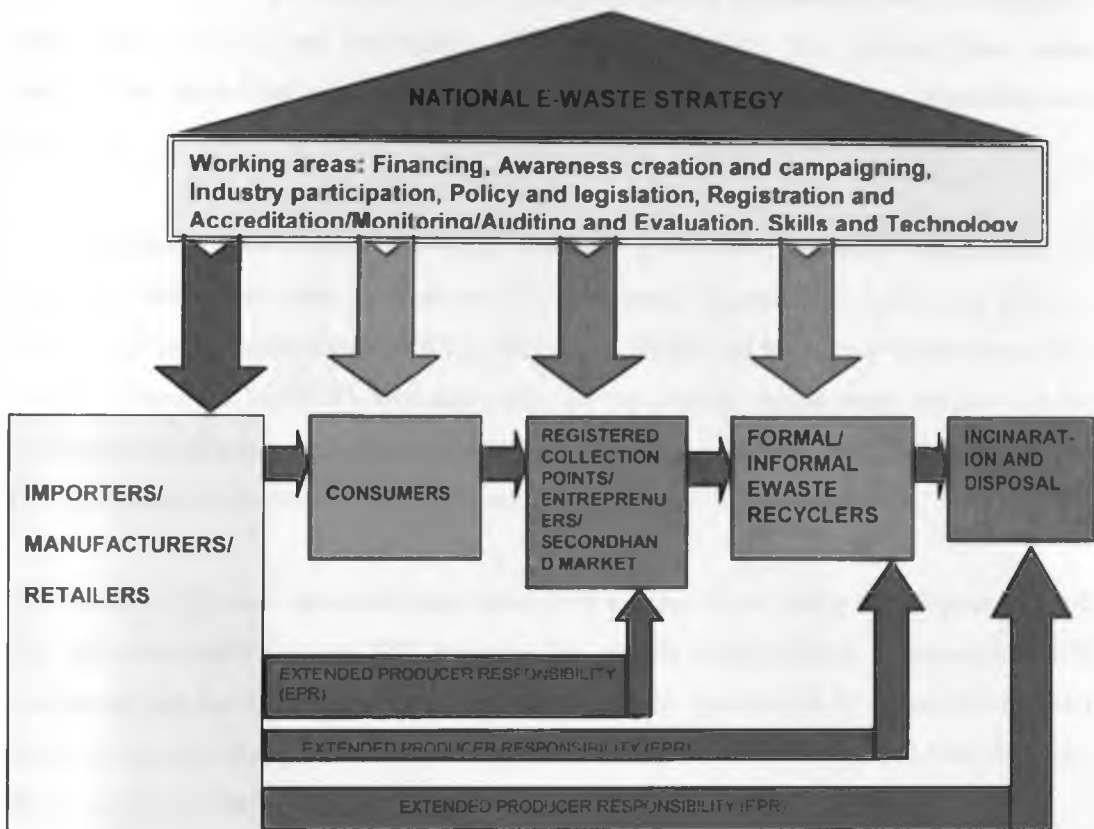 NATIONAL E-WASTE STRATEGY
Working areas: Financing, Awareness creation and campaigning,
Industry participation, Policy and legislation, Registration and
Accreditation/Monitoring/Auditing and Evaluation, Skills and Technology
IMPORTERS/
MANUFACTURERS/
RETAILERS
CONSUMERS
REGISTERED
COLLECTION
POINTS/
ENTREPRENU
ERS/
SECONDHAN
D MARKET
FORMAL/
INFORMAL
EWASTE
RECYCLERS
INCINARAT-
ION AND
DISPOSAL
EXTENDED PRODUCER RESPONSIBILITY
(EPR)
EXTENDED PRODUCER RESPONSIBILITY (EPR)
EXTENDED PRODUCER RESPONSIBILITY (EPR)